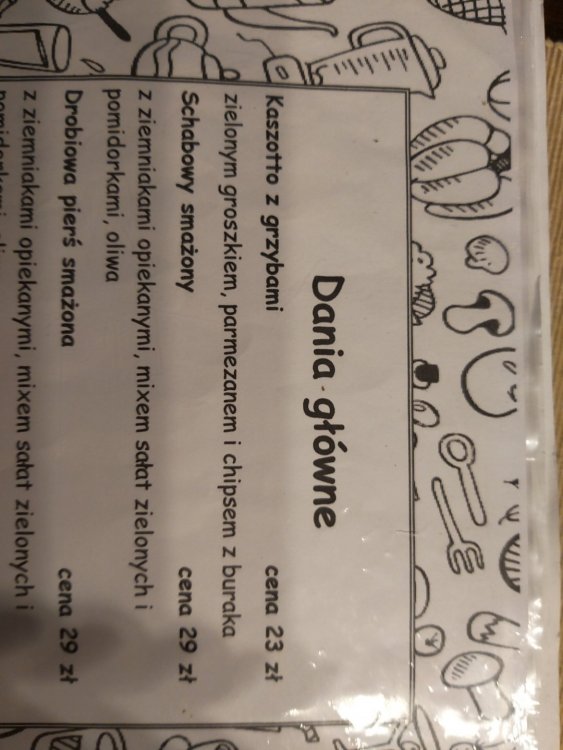 Dania główne
Kaszotto z grzybami cena 23 zł
zielonym groszkiem, parmezanem i chipsem z buraka
Schabowy smażony cena 29 zł
z ziemniakami opiekanymi, mixem sałat zielonych i
pomidorkami, oliwa
Drobiowa pierś smażona cena 29 zł
z ziemniakami opiekanymi, mixem sałat zielonych i